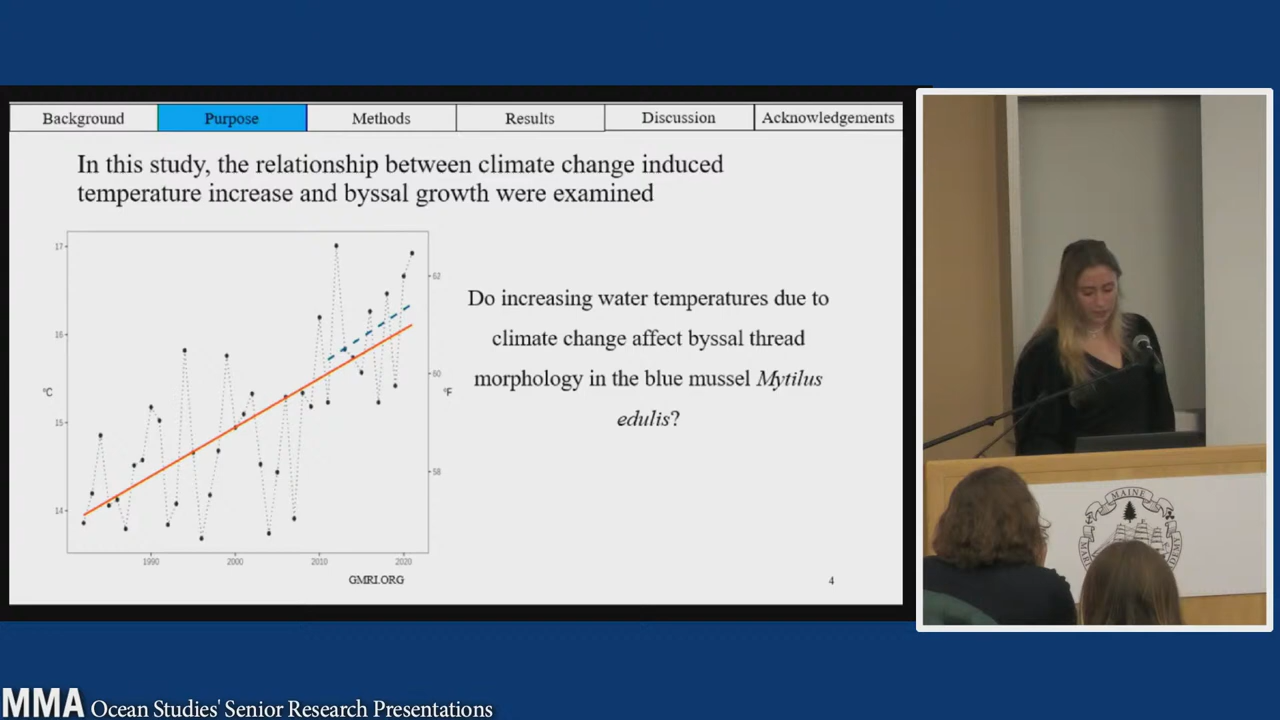 Background
Purpose
Methods
Results
Discussion
Acknowledgements
In this study, the relationship between climate change induced
temperature increase and byssal growth were examined
17
16
15
14
°C
62
60
58
°F
1990
2000
2010
2020
GMRI.ORG
Do increasing water temperatures due to
climate change affect byssal thread
morphology in the blue mussel Mytilus
edulis?
4
MAINE
MMA Ocean Studies' Senior Research Presentations